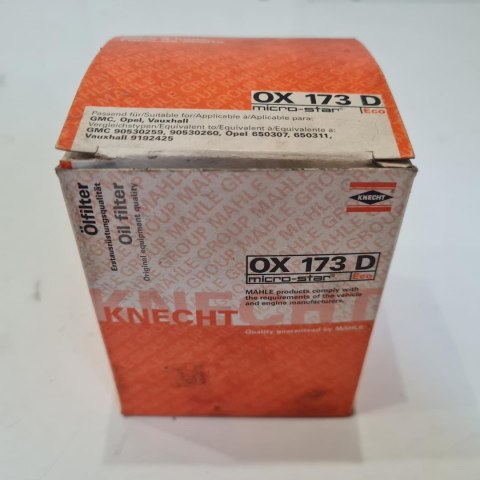 OX 173 D
micro-star Eco
Passend für/Suitable for/Applicable à/Aplicable para:
GMC, Opel, Vauxhall
Vergleichstypen/Equivalent to/Equivalent à/Equivalente a:
GMC 90530259, 90530260, Opel 650307, 650311,
Vauxhall 9192425
Ölfilter
Erstausrüstungsqualität
Oil filter
Original equipment quality
KNECHT
OX 173 D
micro-star Eco
MAHLE products comply with
the requirements of the vehicle
and engine manufacturers.
KNECHT
KNECHT
Quality guaranteed by MAHLE